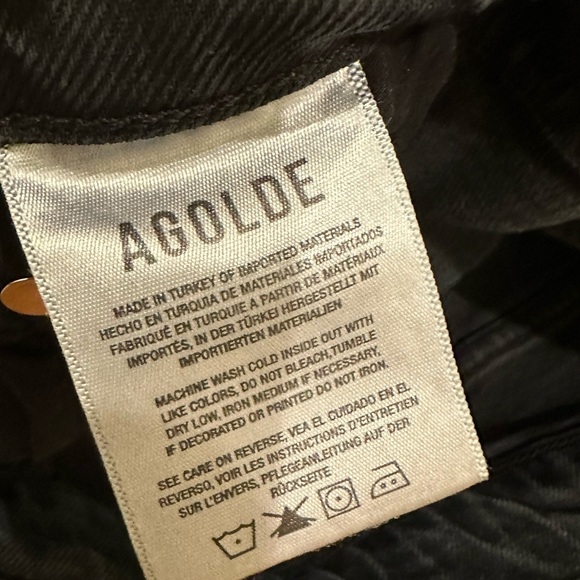 AGOLDE
MADE IN TURKEY OF IMPORTED MATERIALS
HECHO EN TURQUIA DE MATERIALES IMPORTADOS
FABRIQUÉ EN TURQUIE A PARTIR DE MATÉRIAUX
IMPORTÉS, IN DER TÜRKEI HERGESTELLT MIT
IMPORTIERTEN MATERIALIEN
MACHINE WASH COLD INSIDE OUT WITH
LIKE COLORS, DO NOT BLEACH,TUMBLE
DRY LOW, IRON MEDIUM IF NECESSARY,
IF DECORATED OR PRINTED DO NOT IRON.
SEE CARE ON REVERSE, VEA EL CUIDADO EN EL
REVERSO, VOIR LES INSTRUCTIONS D'ENTRETIEN
SUR L'ENVERS, PFLEGEANLEITUNG AUF DER
RÜCKSEITE